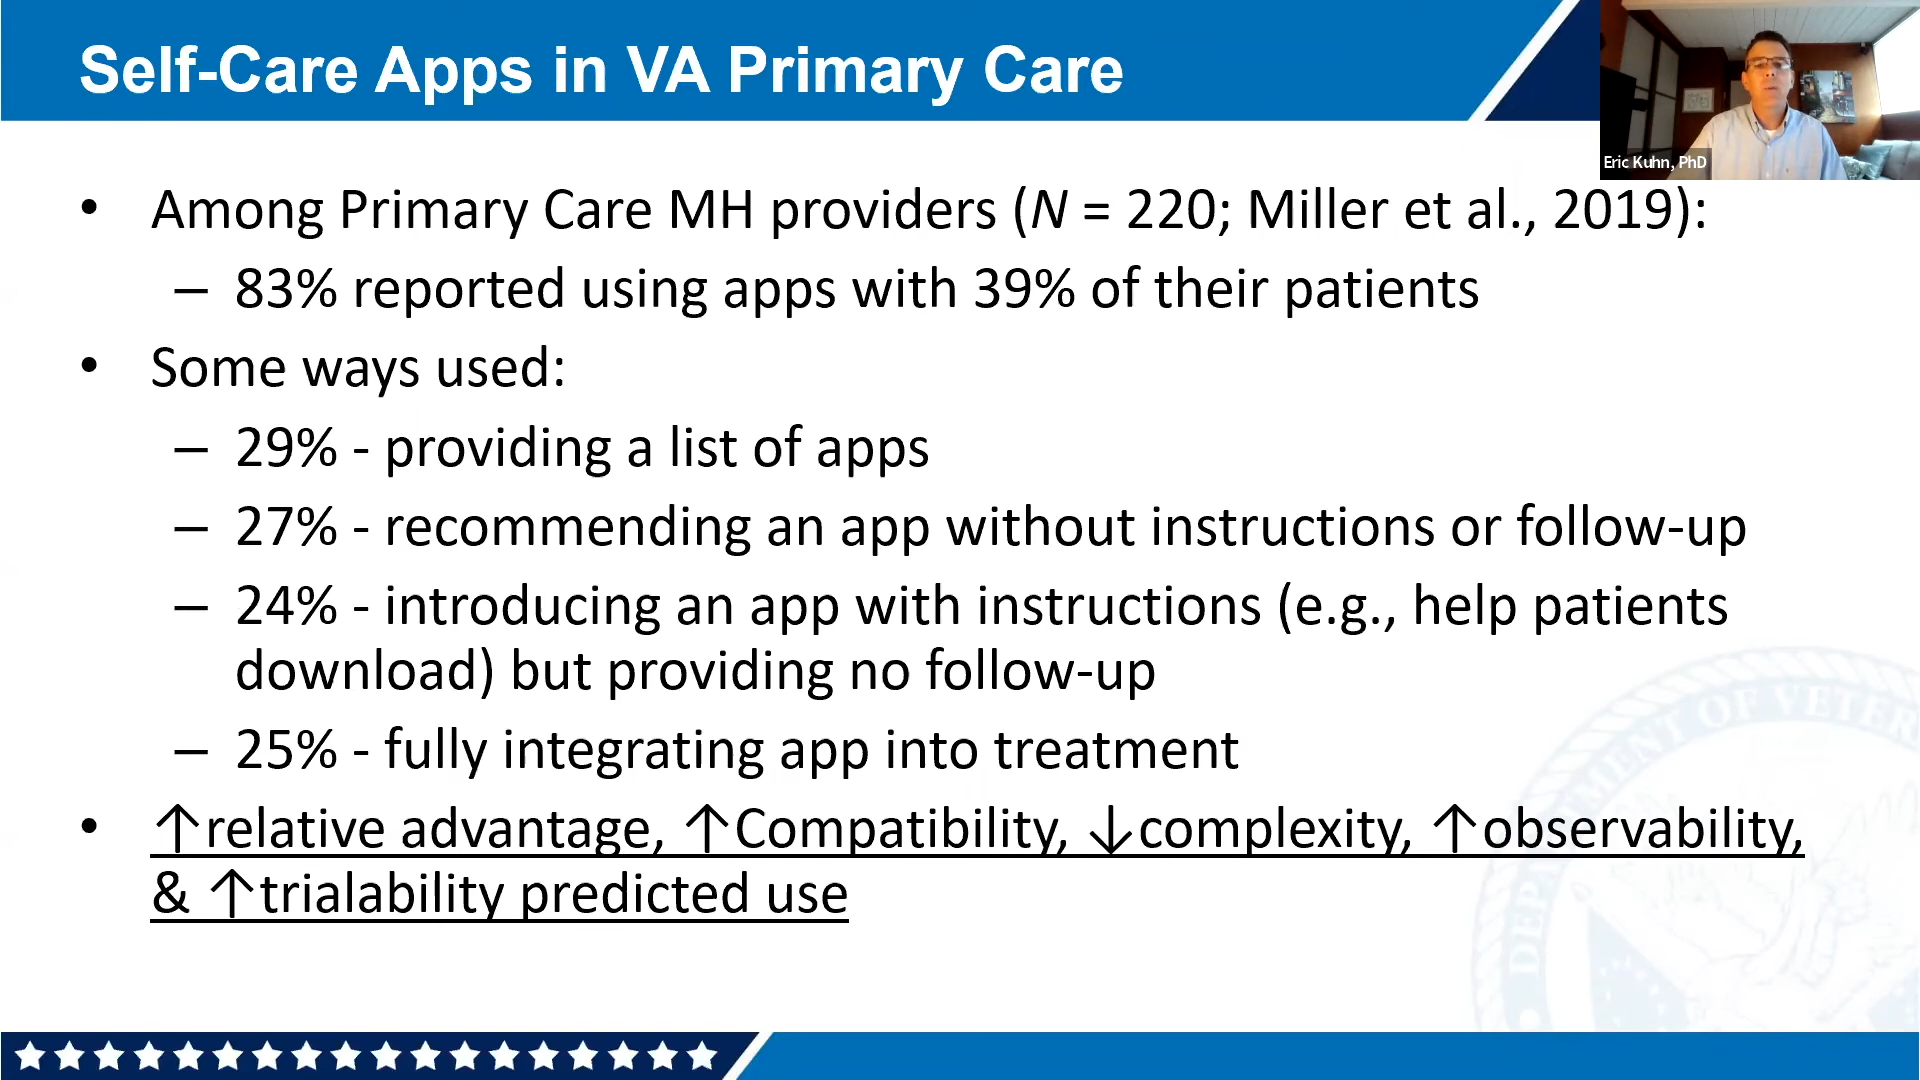 Self-Care Apps in VA Primary Care
Eric Kuhn, PhD
• Among Primary Care MH providers (N = 220; Miller et al., 2019):
– 83% reported using apps with 39% of their patients
• Some ways used:
– 29% - providing a list of apps
– 27% - recommending an app without instructions or follow-up
– 24% - introducing an app with instructions (e.g., help patients
download) but providing no follow-up
– 25% - fully integrating app into treatment
• ↑relative advantage, ↑Compatibility, ↓complexity, ↑observability,
& ↑trialability predicted use
DEPARTMENT OF VETER